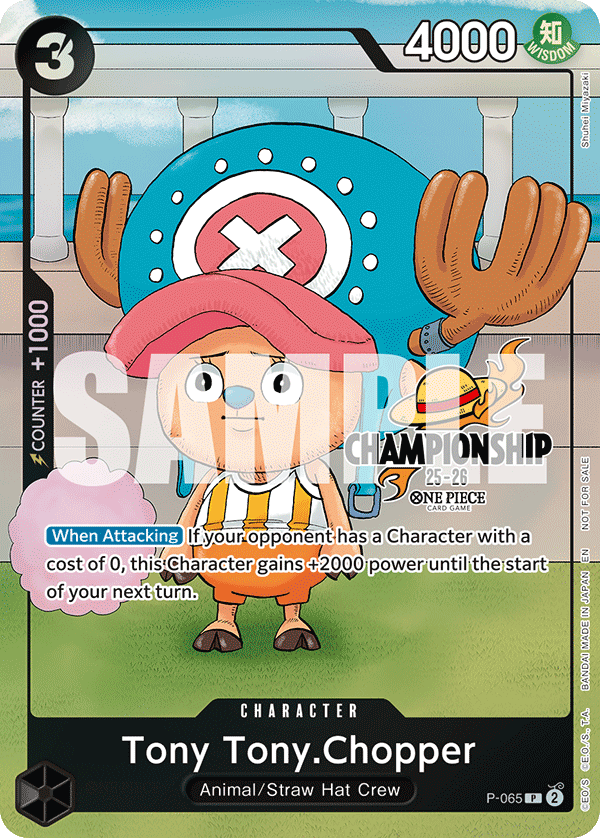 3
4000
知
WISDOM
Shuhei Miyazaki
COUNTER +1000
SAMPLE
CHAMPIONSHIP
25-26
ONE PIECE
CARD GAME
When Attacking If your opponent has a Character with a
cost of 0, this Character gains +2000 power until the start
of your next turn.
©E.O./S ©E.O./S., T.A. BANDAI MADE IN JAPAN EN NOT FOR SALE
CHARACTER
Tony Tony.Chopper
Animal/Straw Hat Crew
P-065 P 2